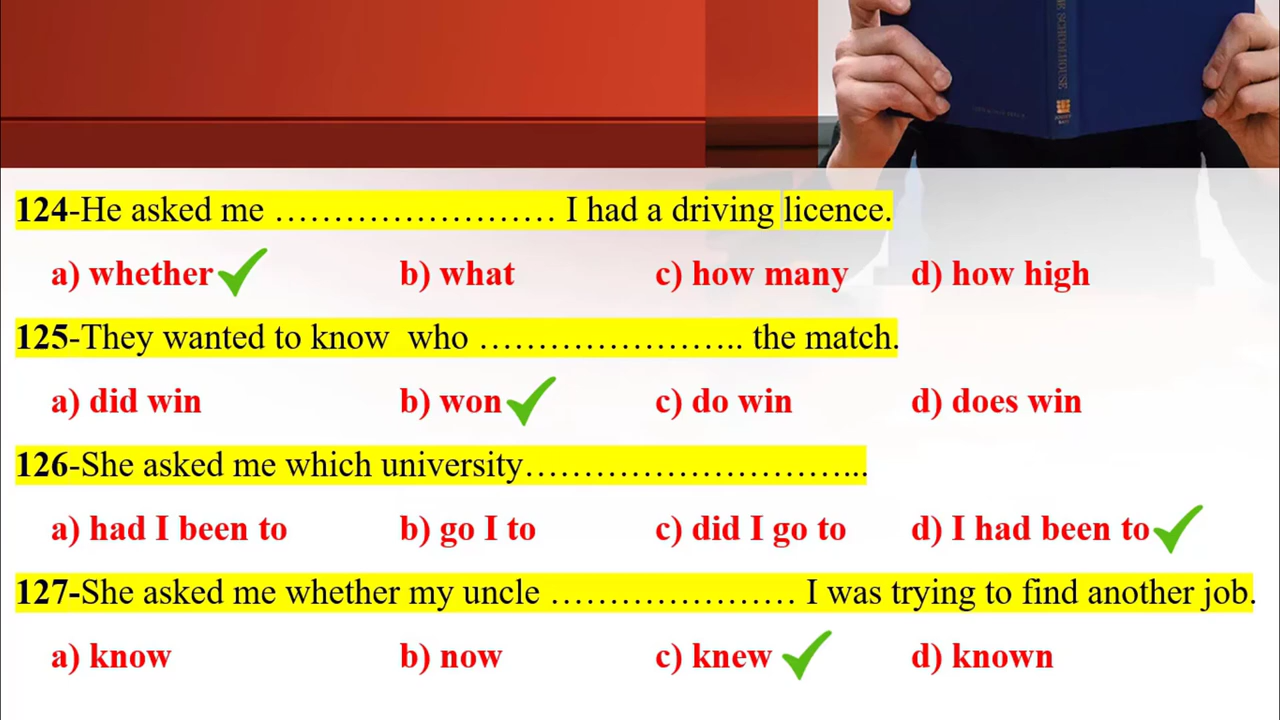 124-He asked me …………………… I had a driving licence.
a) whether b) what c) how many d) how high
125-They wanted to know who ………………….. the match.
a) did win b) won c) do win d) does win
126-She asked me which university………………………...
a) had I been to b) go I to c) did I go to d) I had been to
127-She asked me whether my uncle ………………… I was trying to find another job.
a) know b) now c) knew d) known